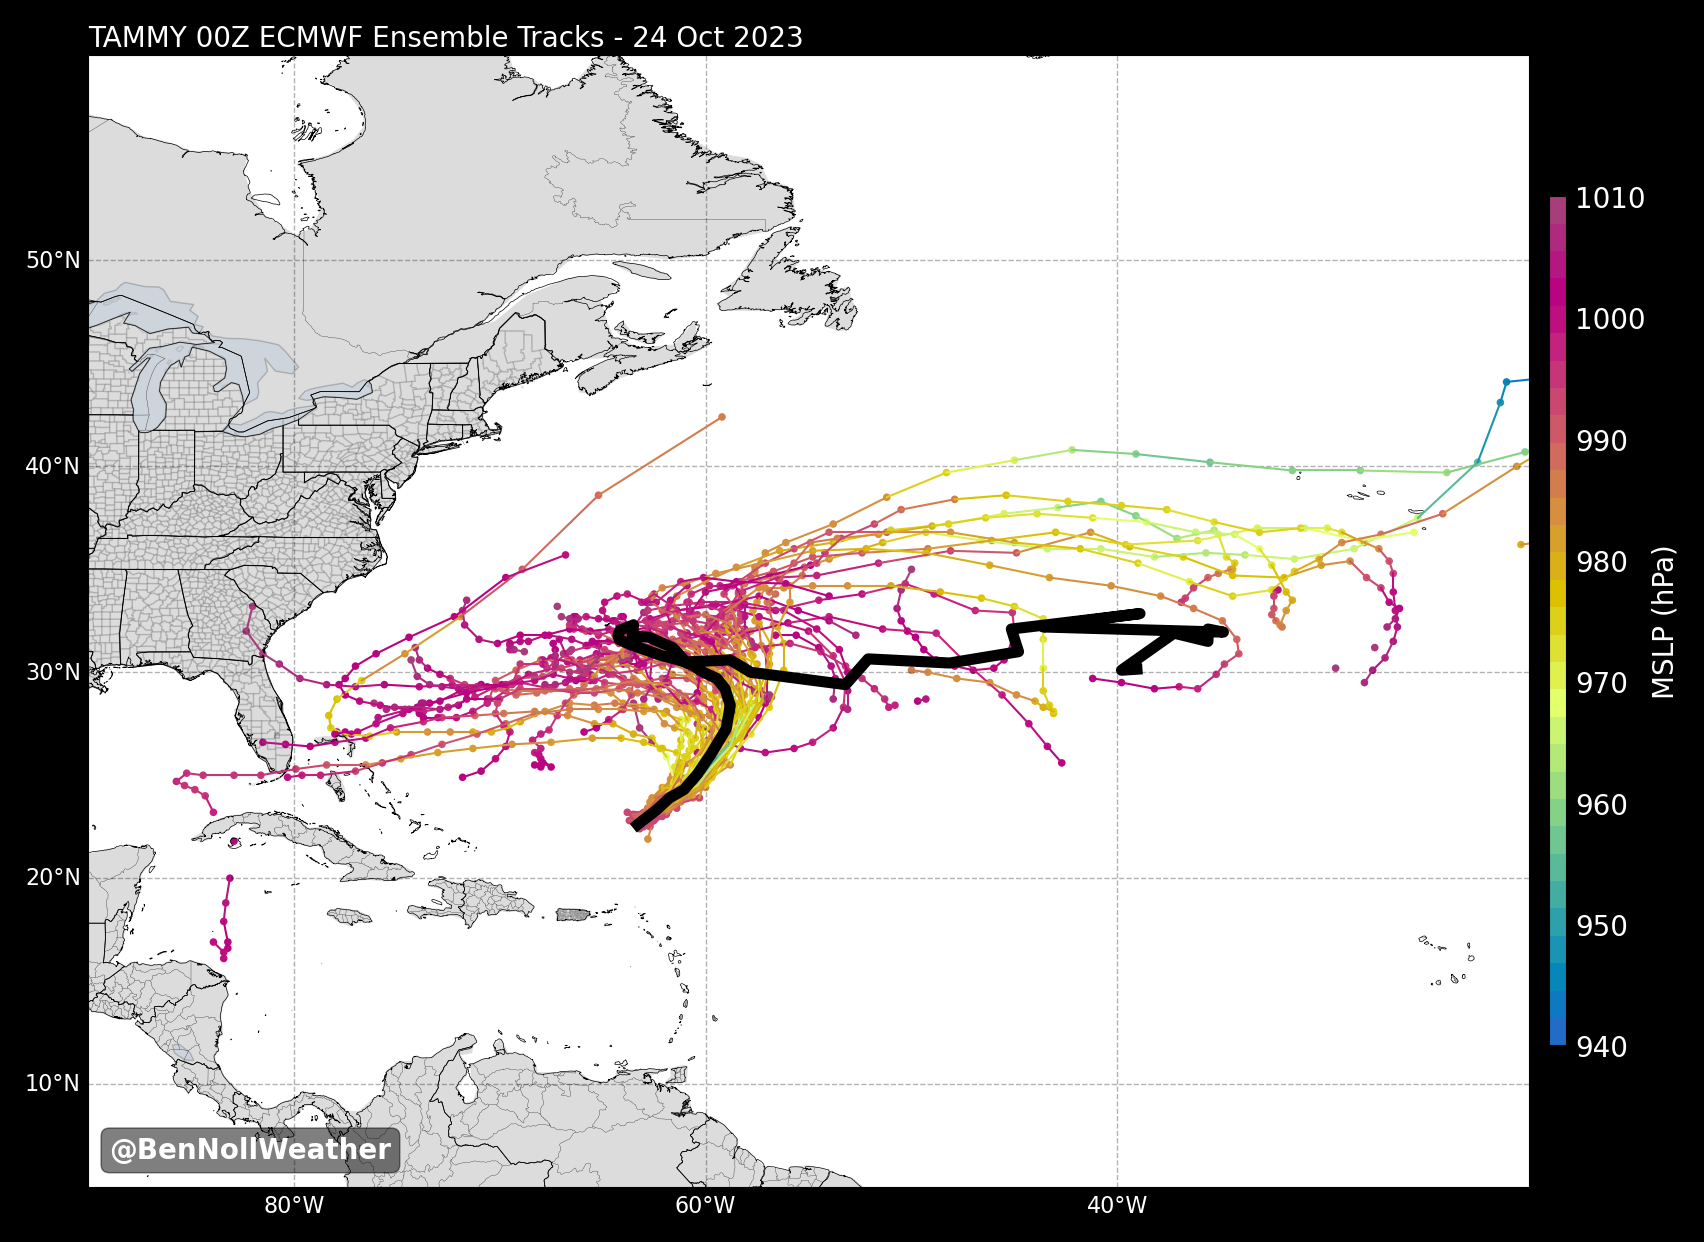 TAMMY 00Z ECMWF Ensemble Tracks - 24 Oct 2023
50°N
40°N
30°N
20°N
10°N
80°W
60°W
40°W
1010
1000
990
980
970
960
950
940
MSLP (hPa)
@BenNollWeather